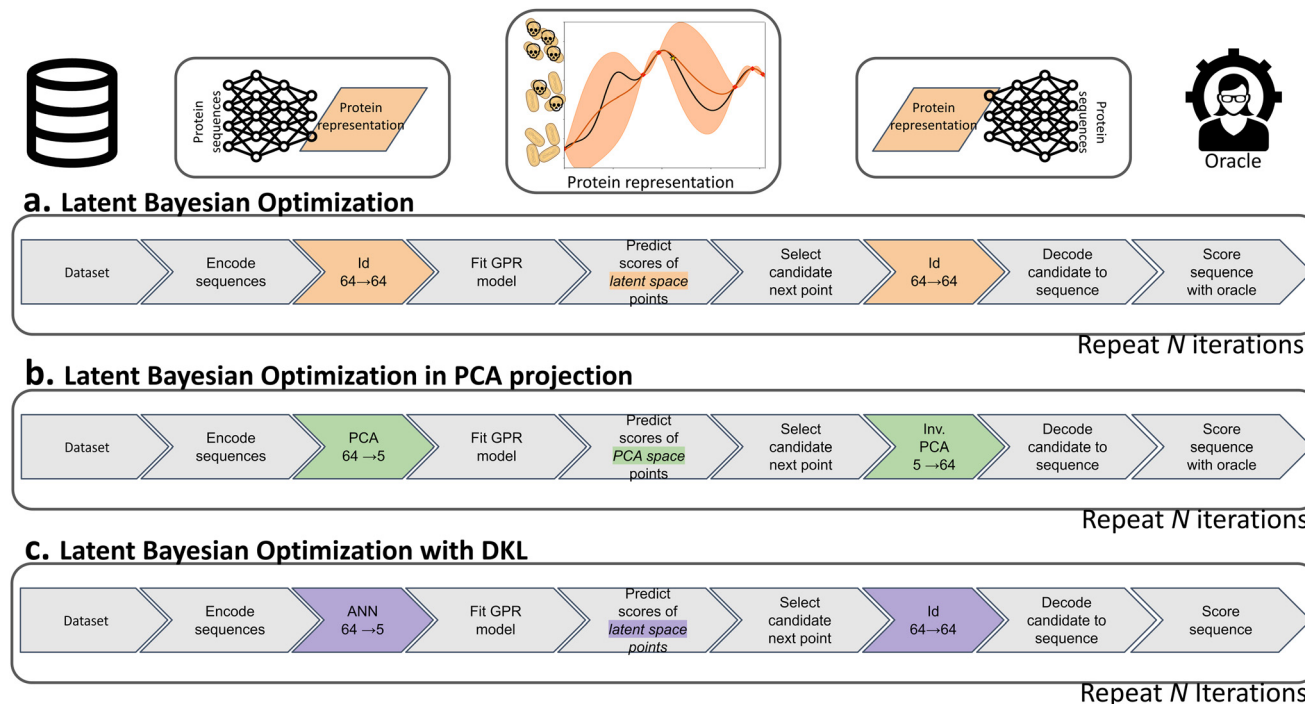 Protein
sequences
Protein
representation
Protein representation
Protein
representation
Protein
sequences
Oracle
a. Latent Bayesian Optimization
Dataset
Encode
sequences
Id
64→64
Fit GPR
model
Predict
scores of
latent space
points
Select
candidate
next point
Id
64→64
Decode
candidate to
sequence
Score
sequence
with oracle
Repeat N iterations
b. Latent Bayesian Optimization in PCA projection
Dataset
Encode
sequences
PCA
64 →5
Fit GPR
model
Predict
scores of
PCA space
points
Select
candidate
next point
Inv.
PCA
5 →64
Decode
candidate to
sequence
Score
sequence
with oracle
Repeat N iterations
c. Latent Bayesian Optimization with DKL
Dataset
Encode
sequences
ANN
64 →5
Fit GPR
model
Predict
scores of
latent space
points
Select
candidate
next point
Id
64→64
Decode
candidate to
sequence
Score
sequence
Repeat N Iterations